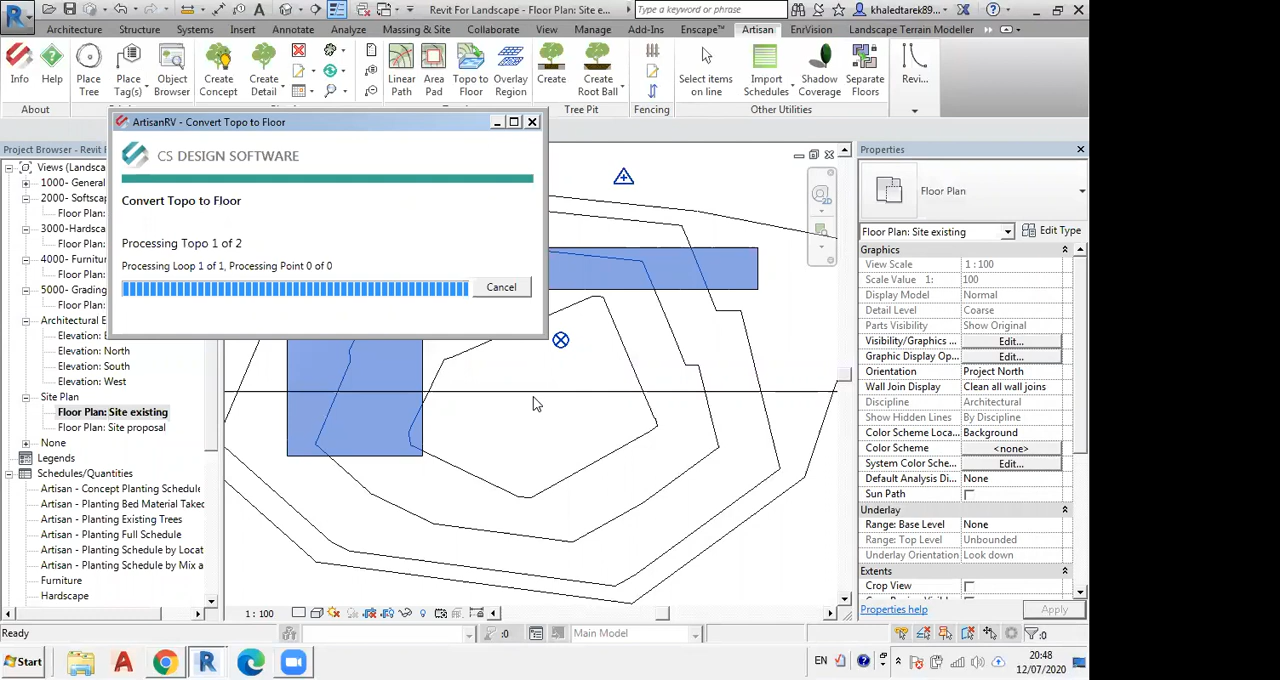 Revit For Landscape - Floor Plan: Site e...
Type a keyword or phrase
khaledtarek89...
Architecture Structure Systems Insert Annotate Analyze Massing & Site Collaborate View Manage Add-Ins Enscape™ Artisan EnVision Landscape Terrain Modeller
Info Help Place Tree Place Tag(s) Object Browser Create Concept Create Detail Linear Path Area Pad Topo to Floor Overlay Region Create Create Root Ball Select items on line Import Schedules Shadow Coverage Separate Floors Revi...
About Tree Pit Fencing Other Utilities
ArtisanRV - Convert Topo to Floor
CS DESIGN SOFTWARE
Convert Topo to Floor
Processing Topo 1 of 2
Processing Loop 1 of 1, Processing Point 0 of 0
Cancel
Project Browser - Revit F
Views (Landsca
1000- General
Floor Plan:
2000- Softscap
Floor Plan:
3000-Hardsca
Floor Plan:
4000- Furnitu
Floor Plan:
5000- Grading
Floor Plan:
Architectural E
Elevation: E
Elevation: North
Elevation: South
Elevation: West
Site Plan
Floor Plan: Site existing
Floor Plan: Site proposal
None
Legends
Schedules/Quantities
Artisan - Concept Planting Schedule
Artisan - Planting Bed Material Takeo
Artisan - Planting Existing Trees
Artisan - Planting Full Schedule
Artisan - Planting Schedule by Locat
Artisan - Planting Schedule by Mix a
Furniture
Hardscape
2D
Properties
Floor Plan
Floor Plan: Site existing Edit Type
Graphics
View Scale 1 : 100
Scale Value 1: 100
Display Model Normal
Detail Level Coarse
Parts Visibility Show Original
Visibility/Graphics ... Edit...
Graphic Display Op... Edit...
Orientation Project North
Wall Join Display Clean all wall joins
Discipline Architectural
Show Hidden Lines By Discipline
Color Scheme Loca... Background
Color Scheme <none>
System Color Sche... Edit...
Default Analysis Di... None
Sun Path
Underlay
Range: Base Level None
Range: Top Level Unbounded
Underlay Orientation Look down
Extents
Crop View
Properties help Apply
1 : 100
Ready
:0
Main Model
:0
Start
EN
20:48
12/07/2020